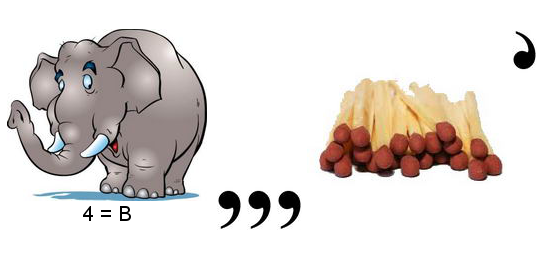 4 = B
,,,
,